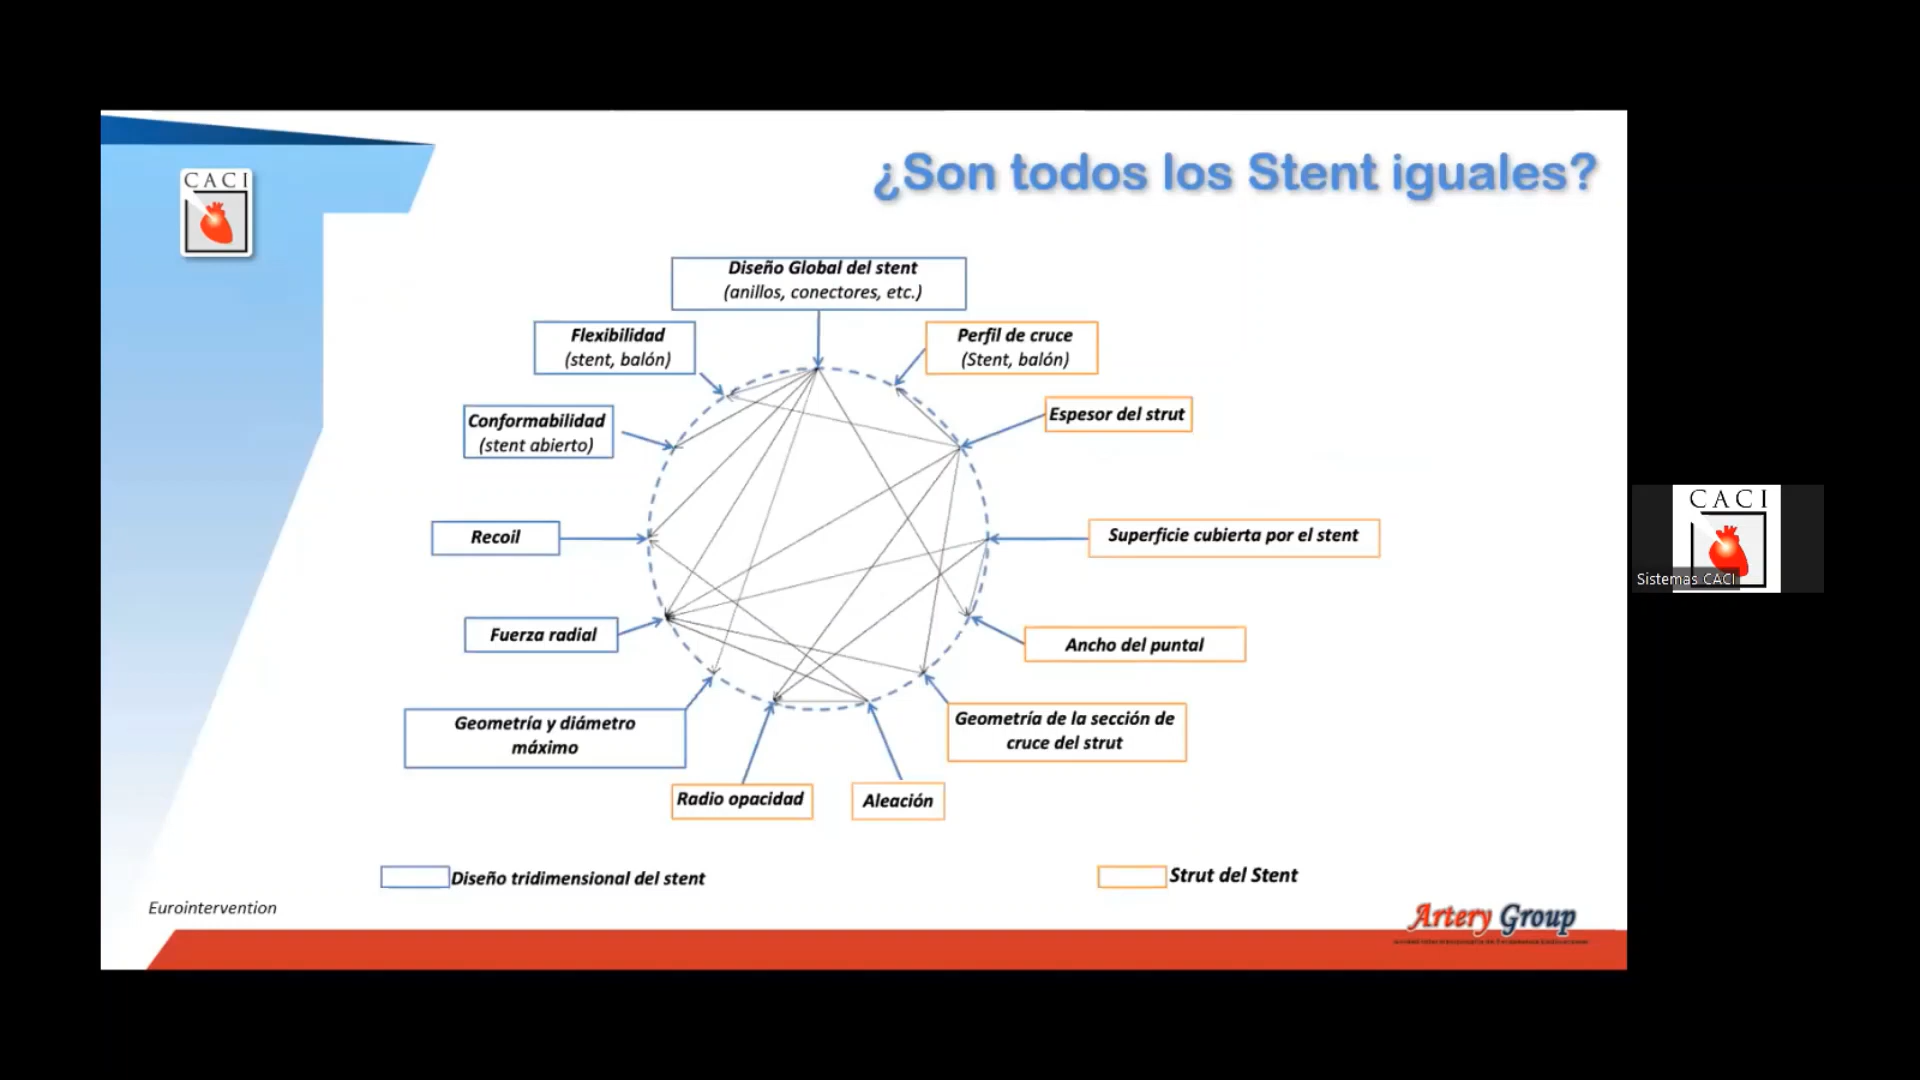 ¿Son todos los Stent iguales?
CACI
Diseño Global del stent
(anillos, conectores, etc.)
Flexibilidad
(stent, balón)
Perfil de cruce
(Stent, balón)
Conformabilidad
(stent abierto)
Espesor del strut
Recoil
Superficie cubierta por el stent
Fuerza radial
Ancho del puntal
Geometría y diámetro
máximo
Geometría de la sección de
cruce del strut
Radio opacidad
Aleación
Diseño tridimensional del stent
Strut del Stent
Eurointervention
Artery Group
CACI
Sistemas CACI